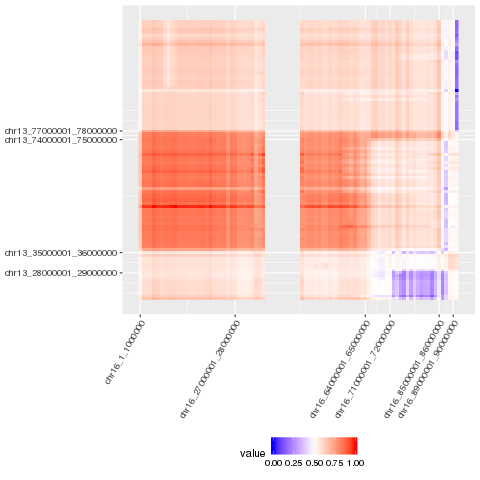 chr13_77000001_78000000
chr13_74000001_75000000
chr13_35000001_36000000
chr13_28000001_29000000
chr16_1_1000000
chr16_27000001_28000000
chr16_64000001_65000000
chr16_71000001_72000000
chr16_85000001_86000000
chr16_89000001_90000000
value
0.00 0.25 0.50 0.75 1.00